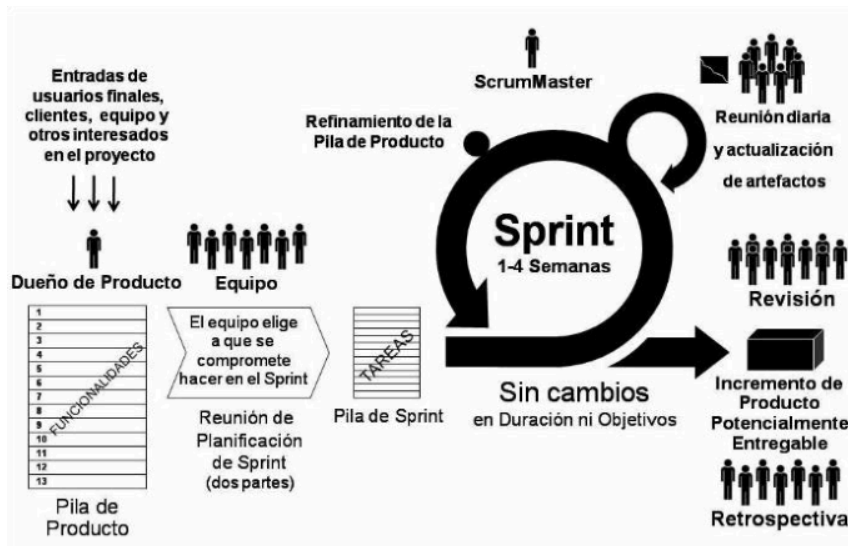 Entradas de
usuarios finales,
clientes, equipo y
otros interesados
en el proyecto
Dueño de Producto
1
2
3
4
5
6
7
8
9
10
11
12
13
FUNCIONALIDADES
Pila de
Producto
Equipo
El equipo elige
a que se
compromete
hacer en el Sprint
Reunión de
Planificación
de Sprint
(dos partes)
TAREAS
Pila de Sprint
ScrumMaster
Refinamiento de la
Pila de Producto
Sprint
1-4 Semanas
Sin cambios
en Duración ni Objetivos
Reunión diaria
y actualización
de artefactos
Revisión
Incremento de
Producto
Potencialmente
Entregable
Retrospectiva